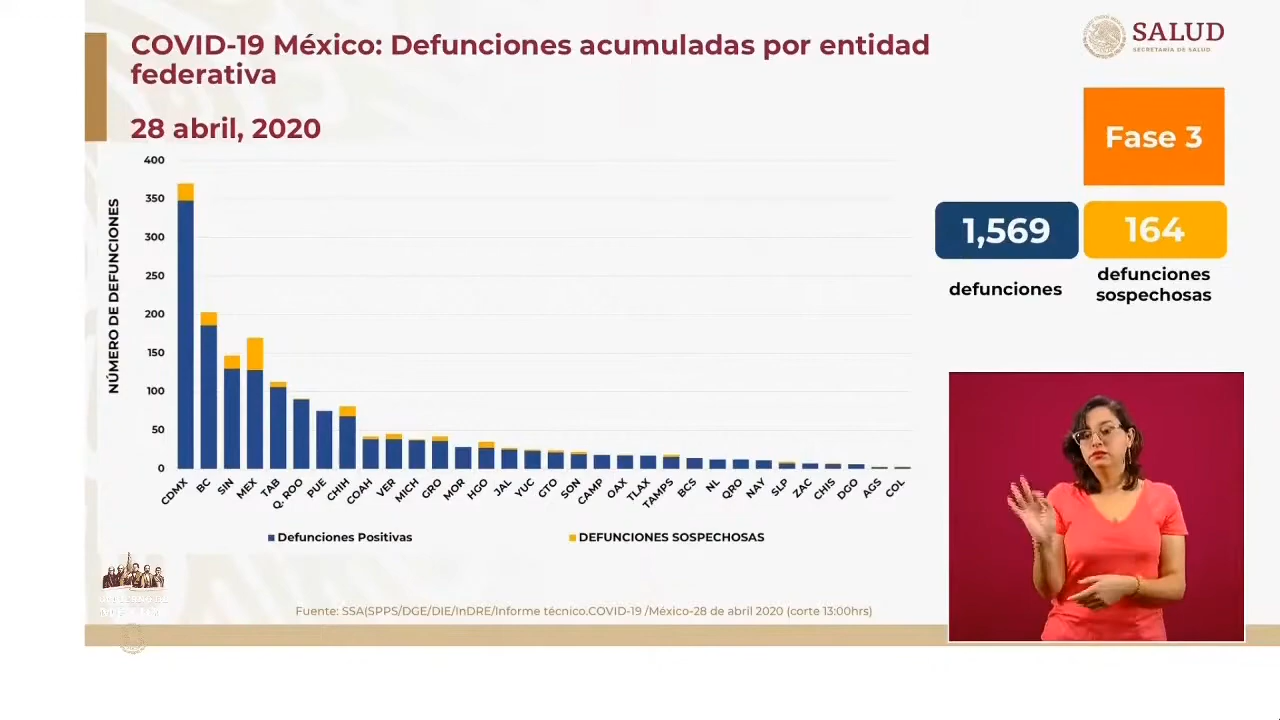 COVID-19 México: Defunciones acumuladas por entidad
federativa
28 abril, 2020
SALUD
SECRETARÍA DE SALUD
Fase 3
1,569
164
defunciones
defunciones
sospechosas
NÚMERO DE DEFUNCIONES
400
350
300
250
200
150
100
50
0
CDMX
BC
SIN
MEX
TAB
Q. ROO
PUE
CHIH
COAH
VER
MICH
GRO
MOR
HGO
JAL
YUC
GTO
SON
CAMP
OAX
TLAX
TAMPS
BCS
NL
QRO
NAY
SLP
ZAC
CHIS
DGO
AGS
COL
Defunciones Positivas
DEFUNCIONES SOSPECHOSAS
Fuente: SSA(SPPS/DGE/DIE/InDRE/Informe técnico.COVID-19 /México-28 de abril 2020 (corte 13:00hrs)